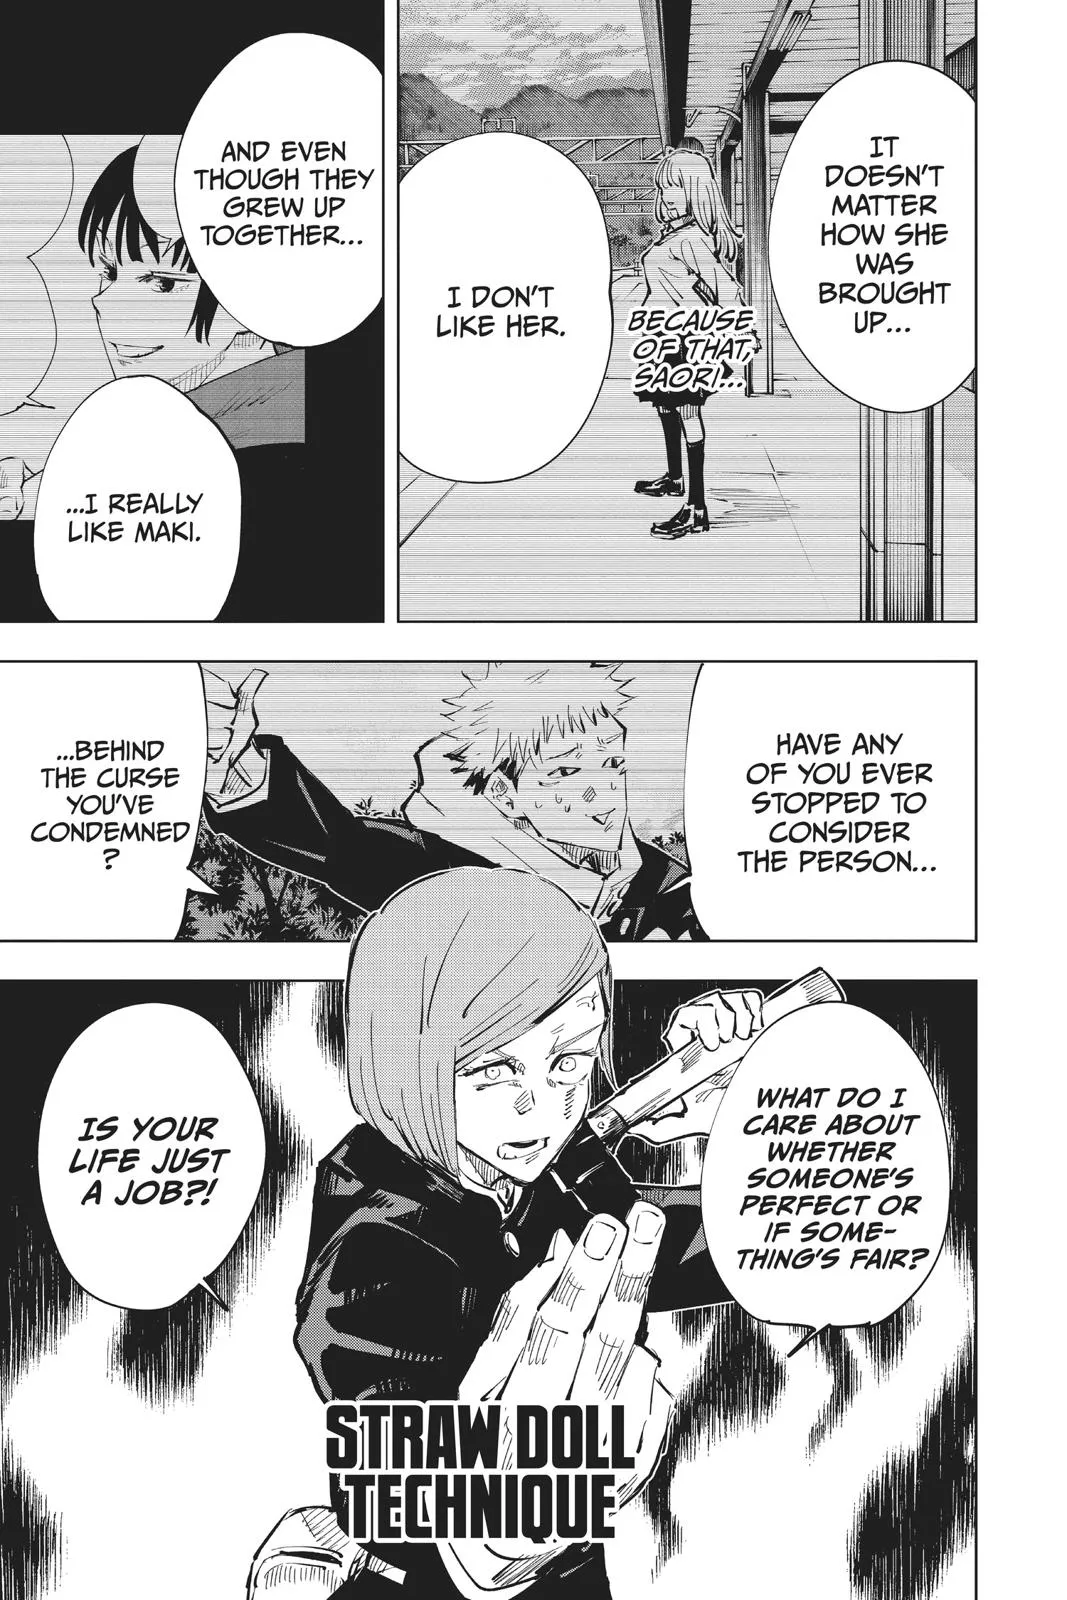 IT
DOESN'T
MATTER
HOW SHE
WAS
BROUGHT
UP...
BECAUSE
OF THAT,
SAORI...
I DON'T
LIKE HER.
AND EVEN
THOUGH THEY
GREW UP
TOGETHER...
...I REALLY
LIKE MAKI.
HAVE ANY
OF YOU EVER
STOPPED TO
CONSIDER
THE PERSON...
...BEHIND
THE CURSE
YOU'VE
CONDEMNED
?
WHAT DO I
CARE ABOUT
WHETHER
SOMEONE'S
PERFECT OR
IF SOME-
THING'S FAIR?
IS YOUR
LIFE JUST
A JOB?!
STRAW DOLL
TECHNIQUE